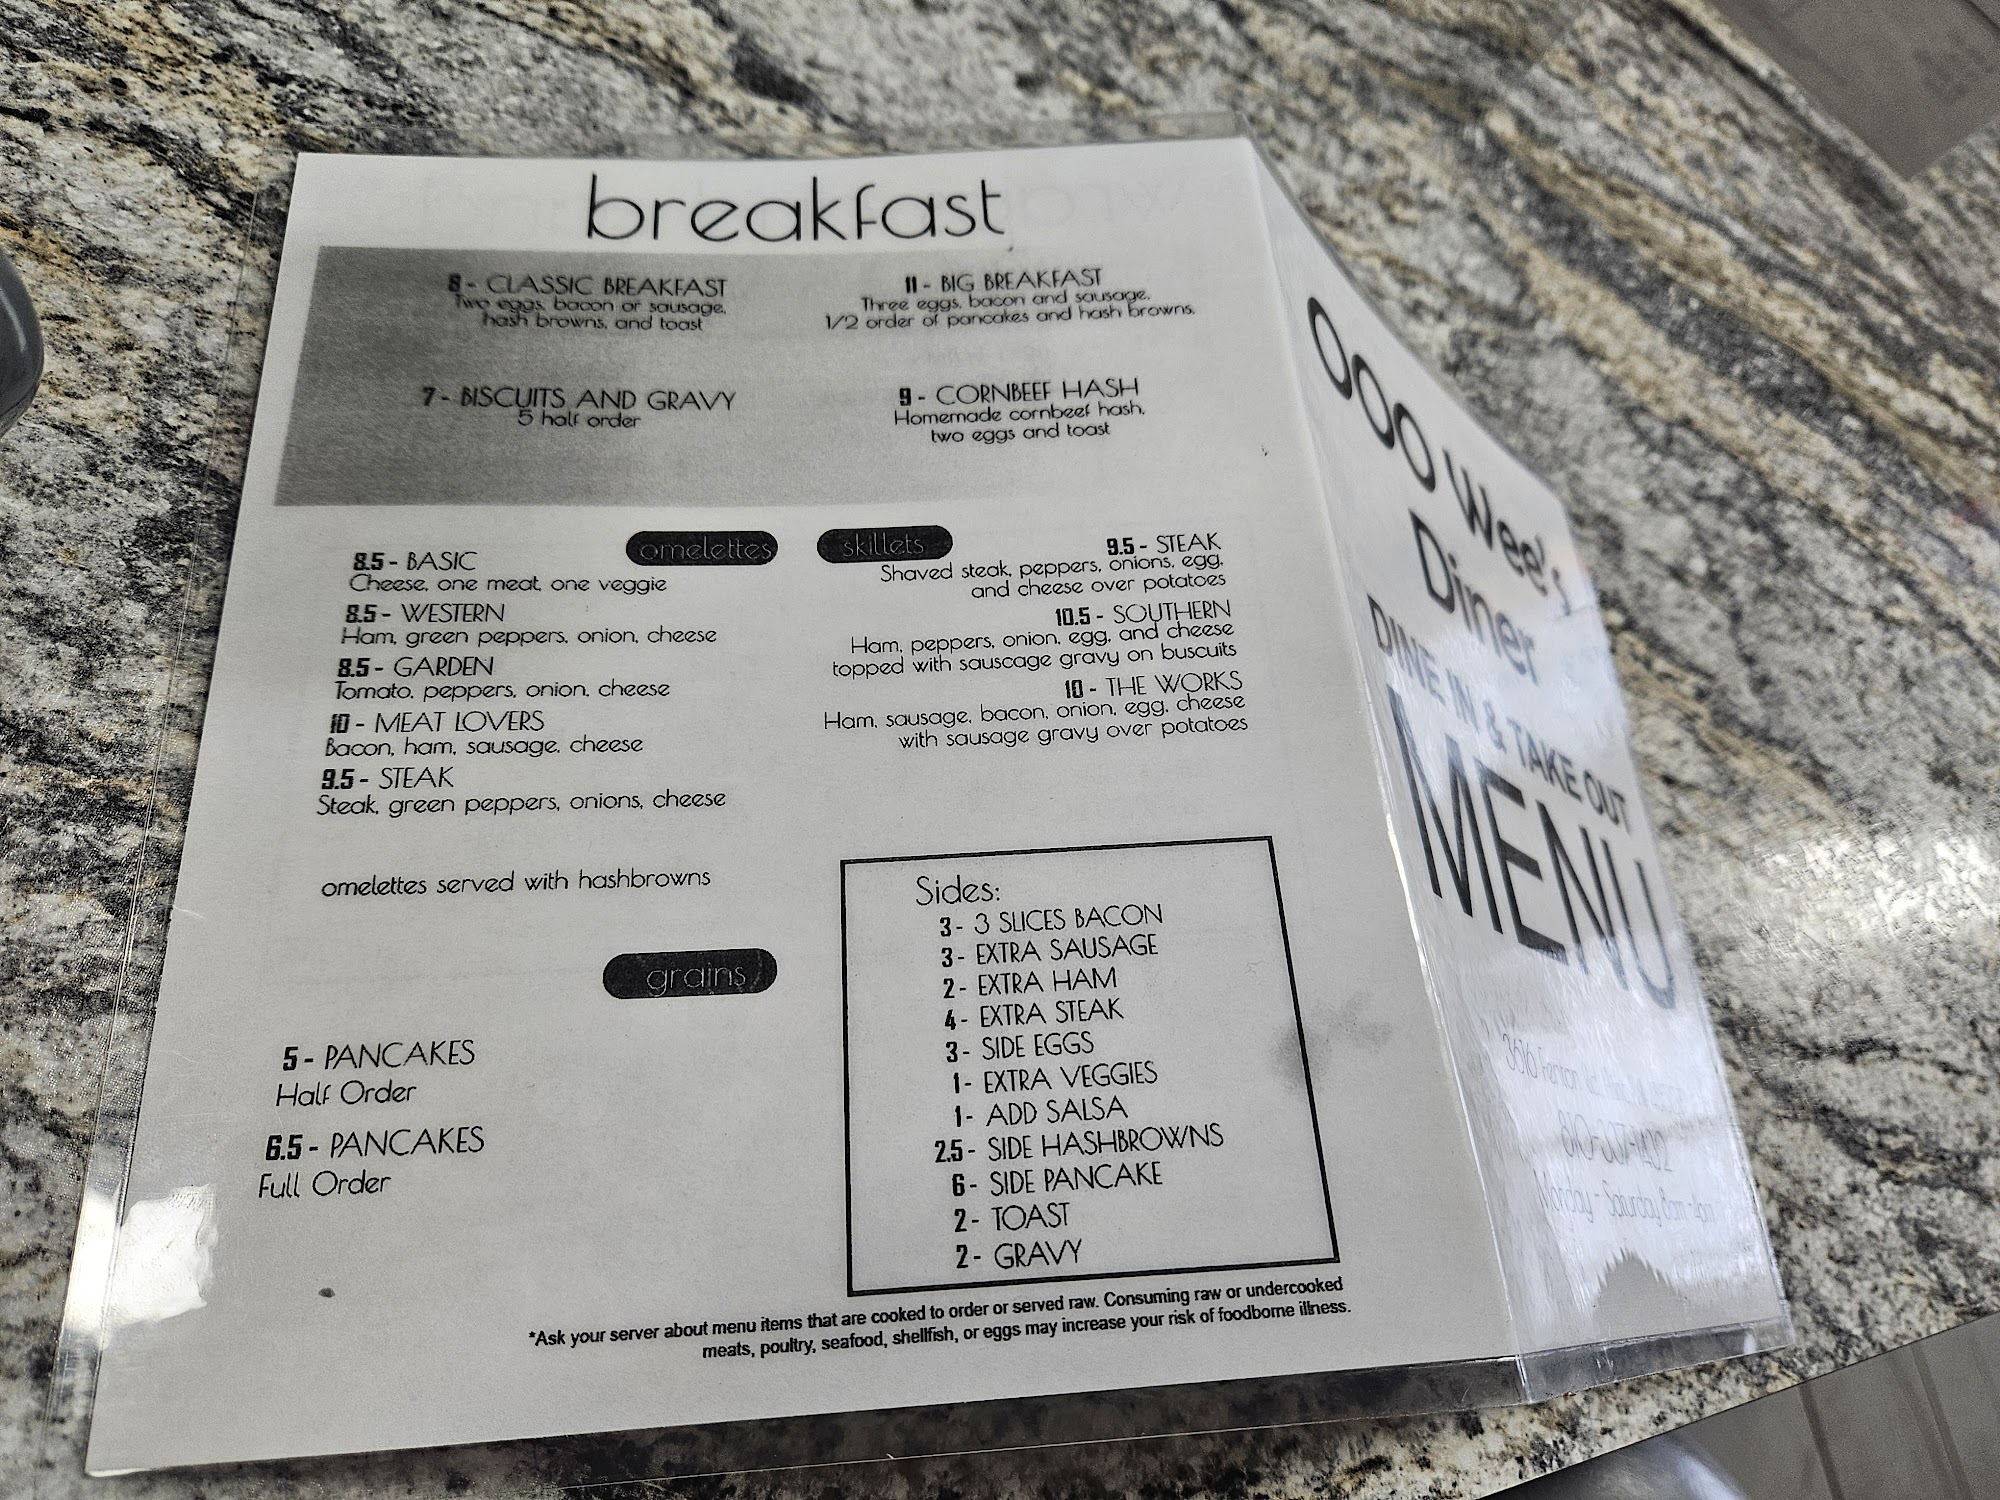 breakfast
8 - CLASSIC BREAKFAST
Two eggs, bacon or sausage,
hash browns, and toast
11 - BIG BREAKFAST
Three eggs, bacon and sausage,
1/2 order of pancakes and hash browns.
7 - BISCUITS AND GRAVY
5 half order
9 - CORNBEEF HASH
Homemade cornbeef hash,
two eggs and toast
omelettes
8.5 - BASIC
Cheese, one meat, one veggie
8.5 - WESTERN
Ham, green peppers, onion, cheese
8.5 - GARDEN
Tomato, peppers, onion, cheese
10 - MEAT LOVERS
Bacon, ham, sausage, cheese
9.5 - STEAK
Steak, green peppers, onions, cheese
omelettes served with hashbrowns
skillets
9.5 - STEAK
Shaved steak, peppers, onions, egg,
and cheese over potatoes
10.5 - SOUTHERN
Ham, peppers, onion, egg, and cheese
topped with sauscage gravy on buscuits
10 - THE WORKS
Ham, sausage, bacon, onion, egg, cheese
with sausage gravy over potatoes
grains
5 - PANCAKES
Half Order
6.5 - PANCAKES
Full Order
Sides:
3 - 3 SLICES BACON
3 - EXTRA SAUSAGE
2 - EXTRA HAM
4 - EXTRA STEAK
3 - SIDE EGGS
1 - EXTRA VEGGIES
1 - ADD SALSA
2.5 - SIDE HASHBROWNS
6 - SIDE PANCAKE
2 - TOAST
2 - GRAVY
*Ask your server about menu items that are cooked to order or served raw. Consuming raw or undercooked
meats, poultry, seafood, shellfish, or eggs may increase your risk of foodborne illness.
Ooo Wee's
Diner
DINE IN & TAKE OUT
MENU
Monday - Saturday